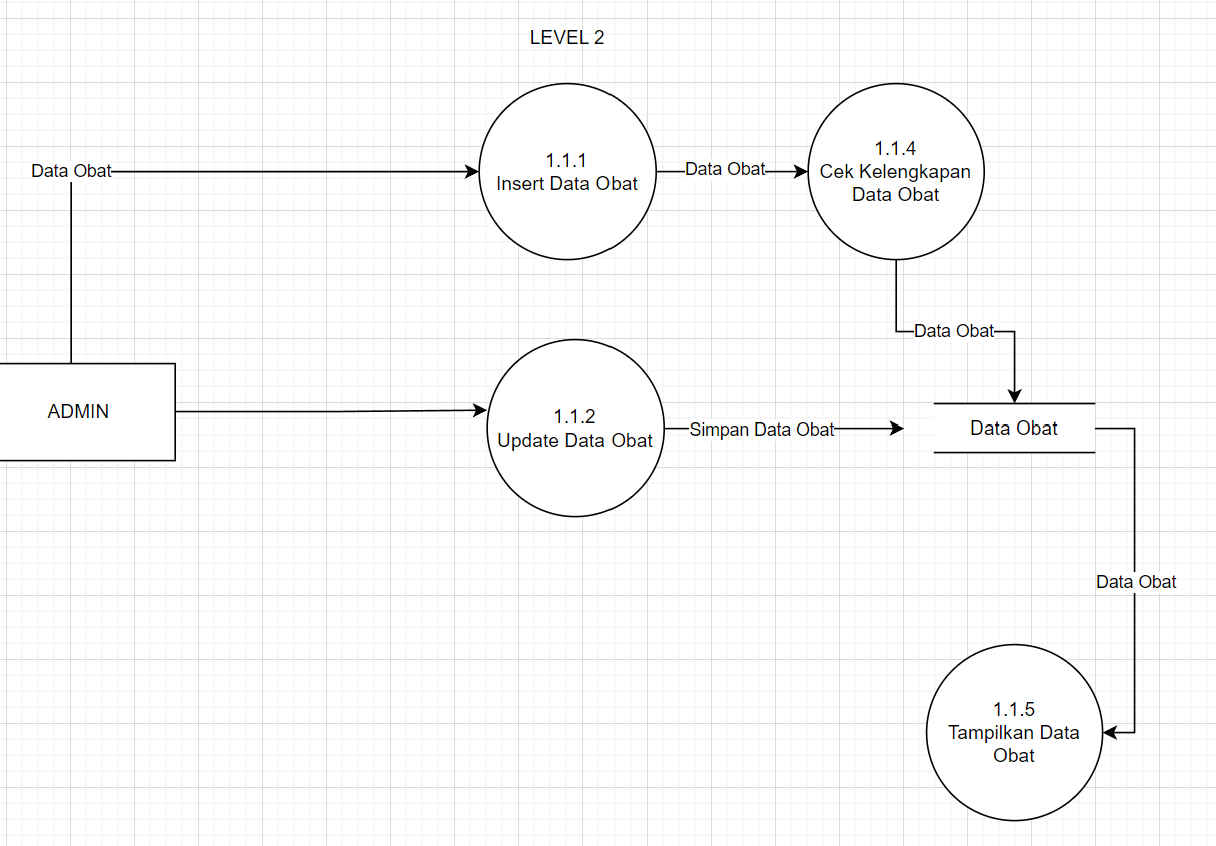 LEVEL 2
Data Obat
1.1.1
Insert Data Obat
Data Obat
1.1.4
Cek Kelengkapan
Data Obat
Data Obat
ADMIN
1.1.2
Update Data Obat
Simpan Data Obat
Data Obat
Data Obat
1.1.5
Tampilkan Data
Obat